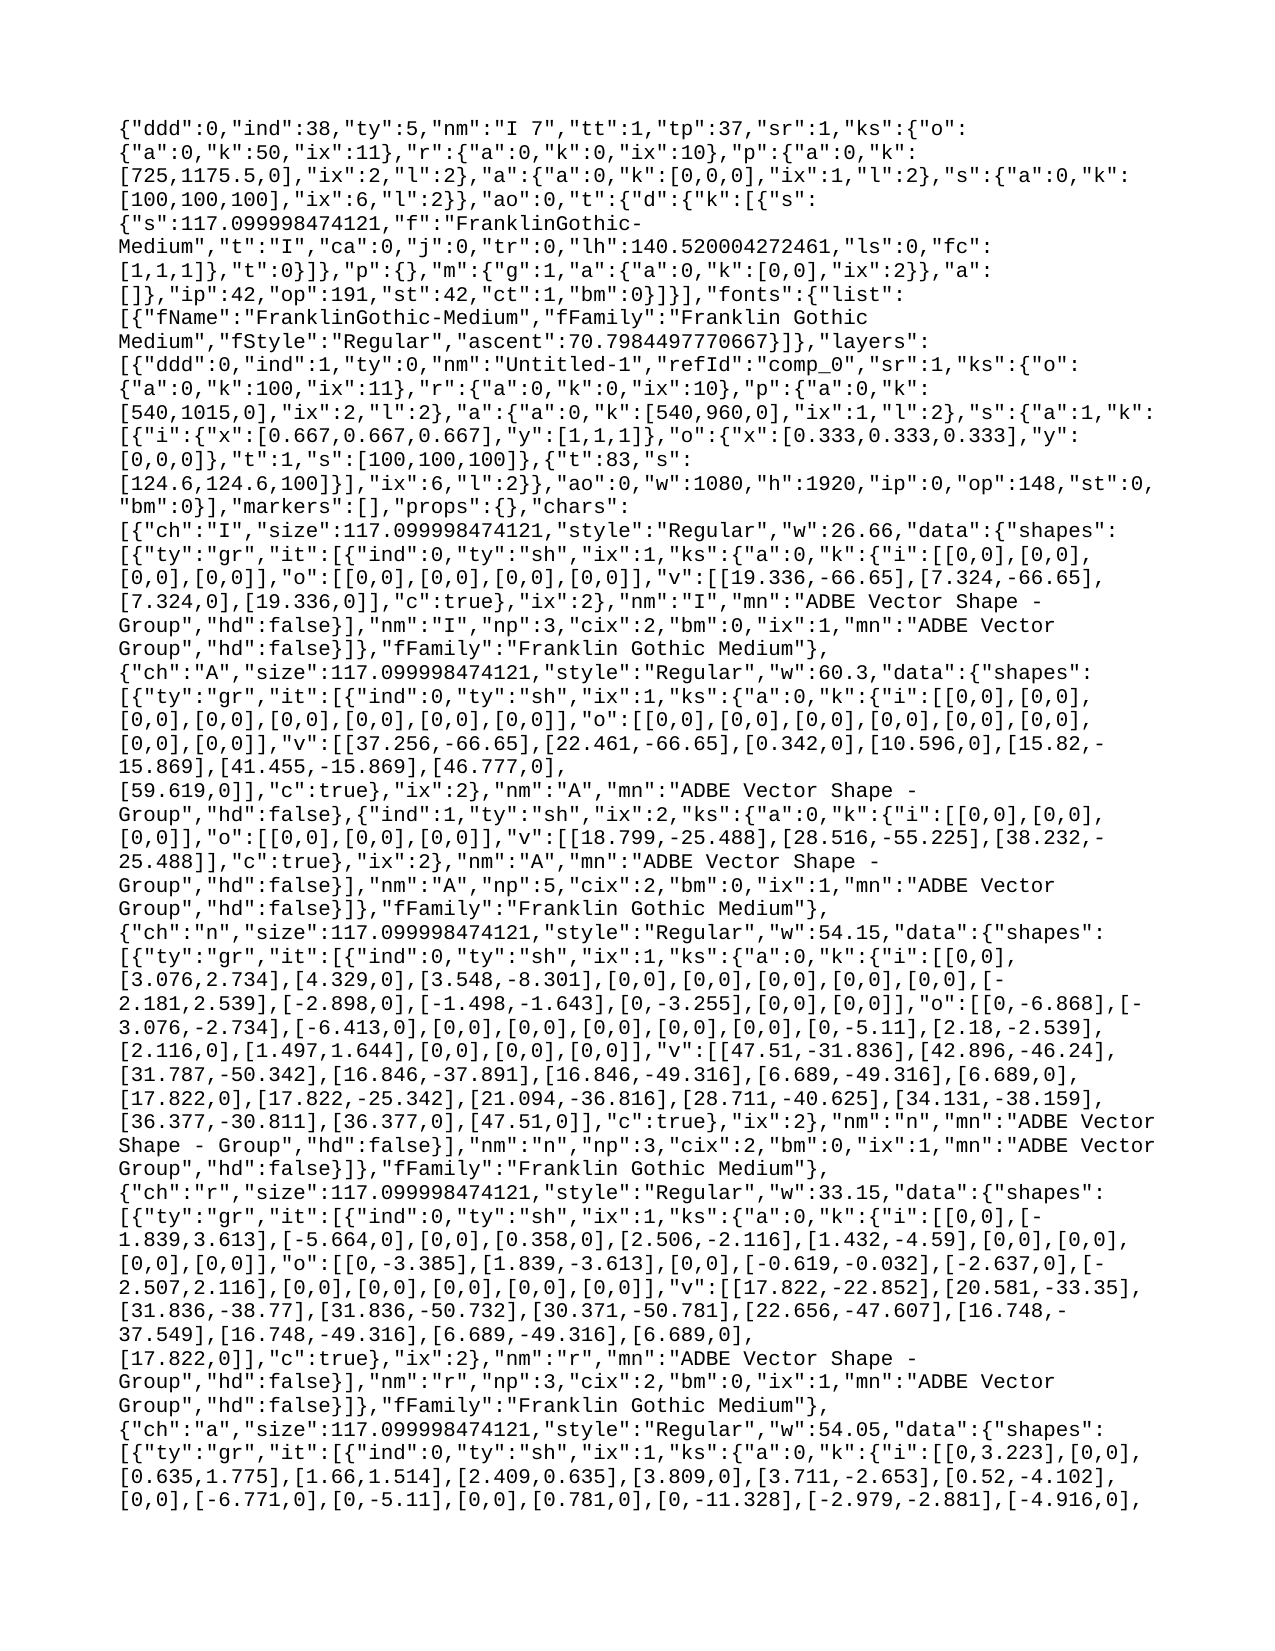 {"ddd":0,"ind":38,"ty":5,"nm":"I 7","tt":1,"tp":37,"sr":1,"ks":{"o":
{"a":0,"k":50,"ix":11},"r":{"a":0,"k":0,"ix":10},"p":{"a":0,"k":
[725,1175.5,0],"ix":2,"l":2},"a":{"a":0,"k":[0,0,0],"ix":1,"l":2},"s":{"a":0,"k":
[100,100,100],"ix":6,"l":2}},"ao":0,"t":{"d":{"k":[{"s":
{"s":117.099998474121,"f":"FranklinGothic-
Medium","t":"I","ca":0,"j":0,"tr":0,"lh":140.520004272461,"ls":0,"fc":
[1,1,1]},"t":0}]},"p":{},"m":{"g":1,"a":{"a":0,"k":[0,0],"ix":2}},"a":
[]},"ip":42,"op":191,"st":42,"ct":1,"bm":0}]}],"fonts":{"list":
[{"fName":"FranklinGothic-Medium","fFamily":"Franklin Gothic
Medium","fStyle":"Regular","ascent":70.7984497770667}]},"layers":
[{"ddd":0,"ind":1,"ty":0,"nm":"Untitled-1","refId":"comp_0","sr":1,"ks":{"o":
{"a":0,"k":100,"ix":11},"r":{"a":0,"k":0,"ix":10},"p":{"a":0,"k":
[540,1015,0],"ix":2,"l":2},"a":{"a":0,"k":[540,960,0],"ix":1,"l":2},"s":{"a":1,"k":
[{"i":{"x":[0.667,0.667,0.667],"y":[1,1,1]},"o":{"x":[0.333,0.333,0.333],"y":
[0,0,0]},"t":1,"s":[100,100,100]},{"t":83,"s":
[124.6,124.6,100]}],"ix":6,"l":2}},"ao":0,"w":1080,"h":1920,"ip":0,"op":148,"st":0,
"bm":0}],"markers":[],"props":{},"chars":
[{"ch":"I","size":117.099998474121,"style":"Regular","w":26.66,"data":{"shapes":
[{"ty":"gr","it":[{"ind":0,"ty":"sh","ix":1,"ks":{"a":0,"k":{"i":[[0,0],[0,0],
[0,0],[0,0]],"o":[[0,0],[0,0],[0,0],[0,0]],"v":[[19.336,-66.65],[7.324,-66.65],
[7.324,0],[19.336,0]],"c":true},"ix":2},"nm":"I","mn":"ADBE Vector Shape -
Group","hd":false}],"nm":"I","np":3,"cix":2,"bm":0,"ix":1,"mn":"ADBE Vector
Group","hd":false}]},"fFamily":"Franklin Gothic Medium"},
{"ch":"A","size":117.099998474121,"style":"Regular","w":60.3,"data":{"shapes":
[{"ty":"gr","it":[{"ind":0,"ty":"sh","ix":1,"ks":{"a":0,"k":{"i":[[0,0],[0,0],
[0,0],[0,0],[0,0],[0,0],[0,0],[0,0]],"o":[[0,0],[0,0],[0,0],[0,0],[0,0],[0,0],
[0,0],[0,0]],"v":[[37.256,-66.65],[22.461,-66.65],[0.342,0],[10.596,0],[15.82,-
15.869],[41.455,-15.869],[46.777,0],
[59.619,0]],"c":true},"ix":2},"nm":"A","mn":"ADBE Vector Shape -
Group","hd":false},{"ind":1,"ty":"sh","ix":2,"ks":{"a":0,"k":{"i":[[0,0],[0,0],
[0,0]],"o":[[0,0],[0,0],[0,0]],"v":[[18.799,-25.488],[28.516,-55.225],[38.232,-
25.488]],"c":true},"ix":2},"nm":"A","mn":"ADBE Vector Shape -
Group","hd":false}],"nm":"A","np":5,"cix":2,"bm":0,"ix":1,"mn":"ADBE Vector
Group","hd":false}]},"fFamily":"Franklin Gothic Medium"},
{"ch":"n","size":117.099998474121,"style":"Regular","w":54.15,"data":{"shapes":
[{"ty":"gr","it":[{"ind":0,"ty":"sh","ix":1,"ks":{"a":0,"k":{"i":[[0,0],
[3.076,2.734],[4.329,0],[3.548,-8.301],[0,0],[0,0],[0,0],[0,0],[0,0],[-
2.181,2.539],[-2.898,0],[-1.498,-1.643],[0,-3.255],[0,0],[0,0]],"o":[[0,-6.868],[-
3.076,-2.734],[-6.413,0],[0,0],[0,0],[0,0],[0,0],[0,0],[0,-5.11],[2.18,-2.539],
[2.116,0],[1.497,1.644],[0,0],[0,0],[0,0]],"v":[[47.51,-31.836],[42.896,-46.24],
[31.787,-50.342],[16.846,-37.891],[16.846,-49.316],[6.689,-49.316],[6.689,0],
[17.822,0],[17.822,-25.342],[21.094,-36.816],[28.711,-40.625],[34.131,-38.159],
[36.377,-30.811],[36.377,0],[47.51,0]],"c":true},"ix":2},"nm":"n","mn":"ADBE Vector
Shape - Group","hd":false}],"nm":"n","np":3,"cix":2,"bm":0,"ix":1,"mn":"ADBE Vector
Group","hd":false}]},"fFamily":"Franklin Gothic Medium"},
{"ch":"r","size":117.099998474121,"style":"Regular","w":33.15,"data":{"shapes":
[{"ty":"gr","it":[{"ind":0,"ty":"sh","ix":1,"ks":{"a":0,"k":{"i":[[0,0],[-
1.839,3.613],[-5.664,0],[0,0],[0.358,0],[2.506,-2.116],[1.432,-4.59],[0,0],[0,0],
[0,0],[0,0]],"o":[[0,-3.385],[1.839,-3.613],[0,0],[-0.619,-0.032],[-2.637,0],[-
2.507,2.116],[0,0],[0,0],[0,0],[0,0],[0,0]],"v":[[17.822,-22.852],[20.581,-33.35],
[31.836,-38.77],[31.836,-50.732],[30.371,-50.781],[22.656,-47.607],[16.748,-
37.549],[16.748,-49.316],[6.689,-49.316],[6.689,0],
[17.822,0]],"c":true},"ix":2},"nm":"r","mn":"ADBE Vector Shape -
Group","hd":false}],"nm":"r","np":3,"cix":2,"bm":0,"ix":1,"mn":"ADBE Vector
Group","hd":false}]},"fFamily":"Franklin Gothic Medium"},
{"ch":"a","size":117.099998474121,"style":"Regular","w":54.05,"data":{"shapes":
[{"ty":"gr","it":[{"ind":0,"ty":"sh","ix":1,"ks":{"a":0,"k":{"i":[[0,3.223],[0,0],
[0.635,1.775],[1.66,1.514],[2.409,0.635],[3.809,0],[3.711,-2.653],[0.52,-4.102],
[0,0],[-6.771,0],[0,-5.11],[0,0],[0.781,0],[0,-11.328],[-2.979,-2.881],[-4.916,0],